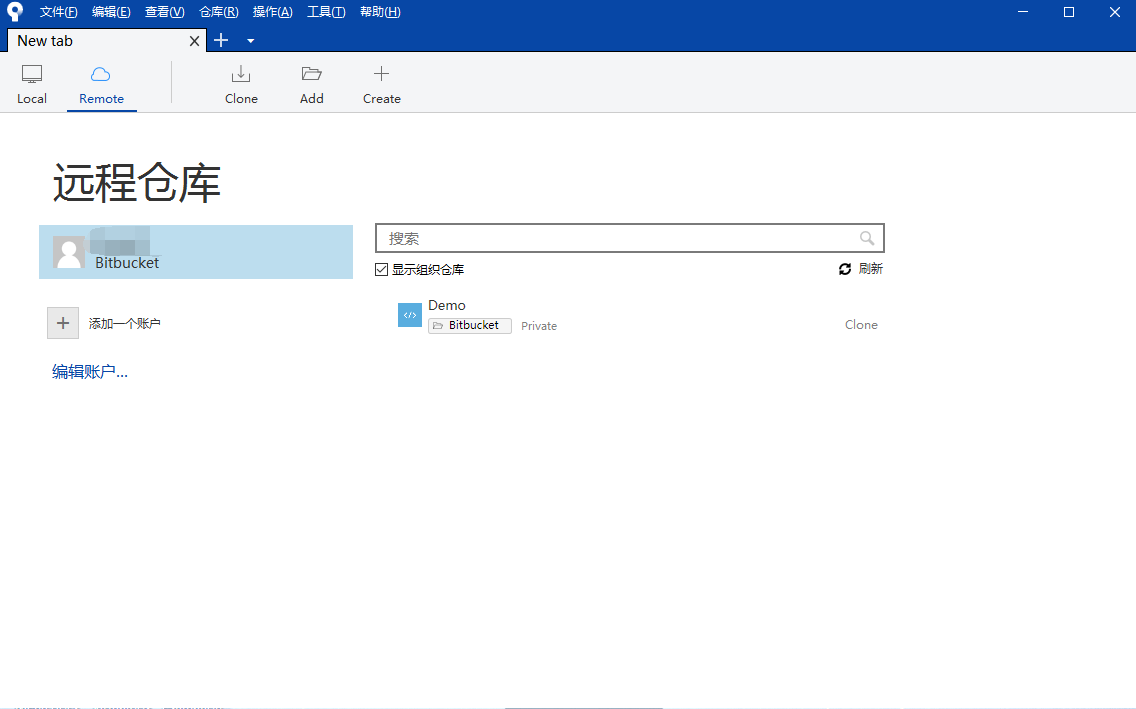 文件(F) 编辑(E) 查看(V) 仓库(R) 操作(A) 工具(T) 帮助(H)
New tab
Local Remote Clone Add Create
远程仓库
Bitbucket
添加一个账户
编辑账户...
搜索
显示组织仓库 刷新
Demo
Bitbucket Private Clone